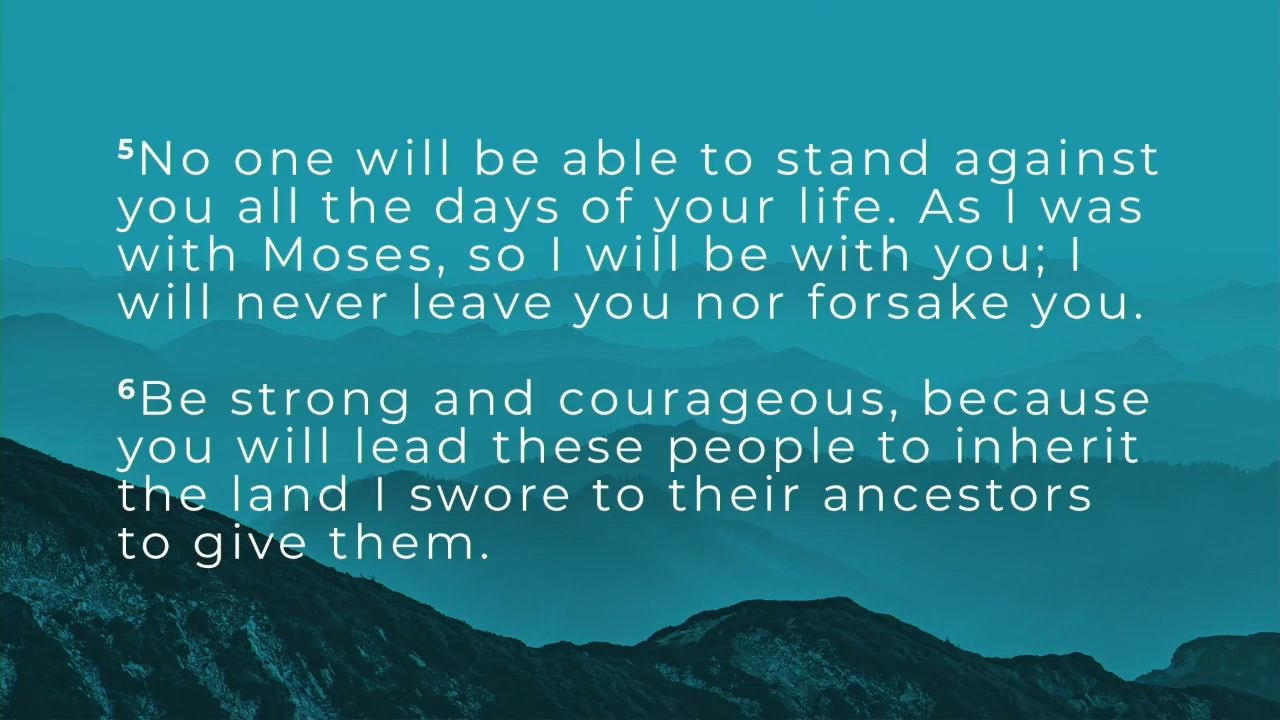 ⁵No one will be able to stand against
you all the days of your life. As I was
with Moses, so I will be with you; I
will never leave you nor forsake you.
⁶Be strong and courageous, because
you will lead these people to inherit
the land I swore to their ancestors
to give them.